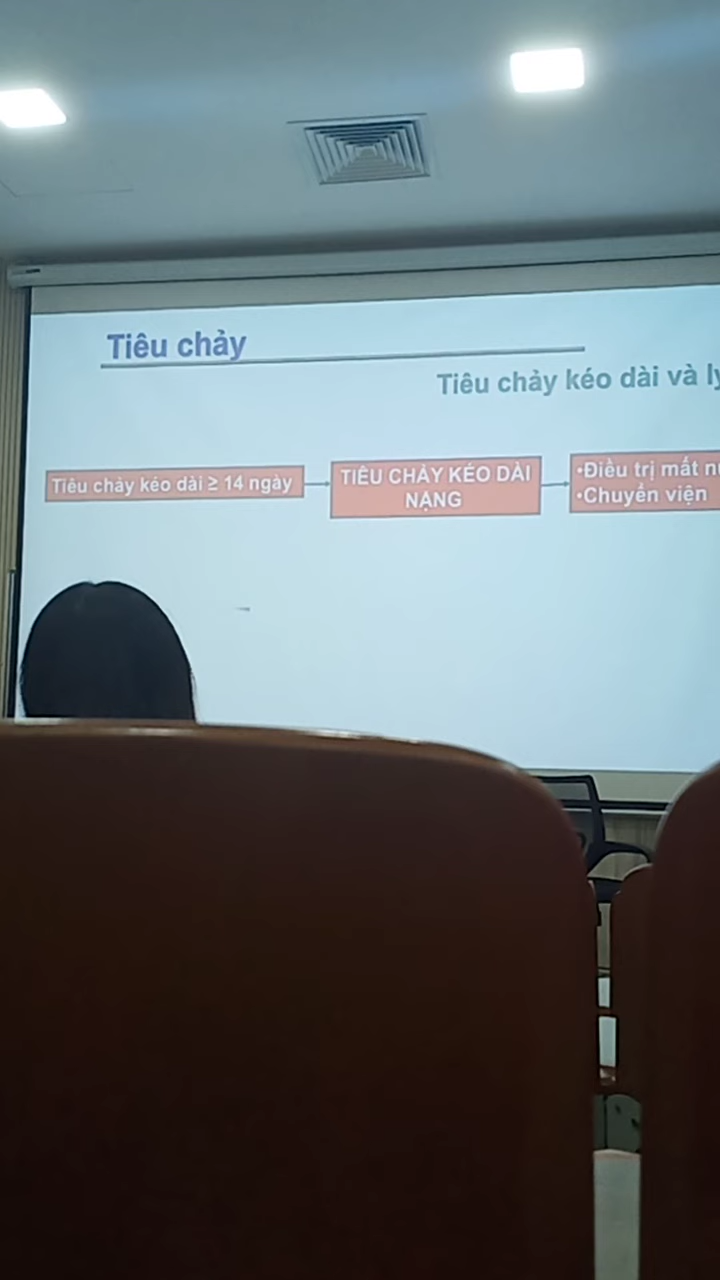 Tiêu chảy
Tiêu chảy kéo dài và
Tiêu chảy kéo dài ≥ 14 ngày
TIÊU CHẢY KÉO DÀI
NẶNG
•Điều trị mất
•Chuyển viện